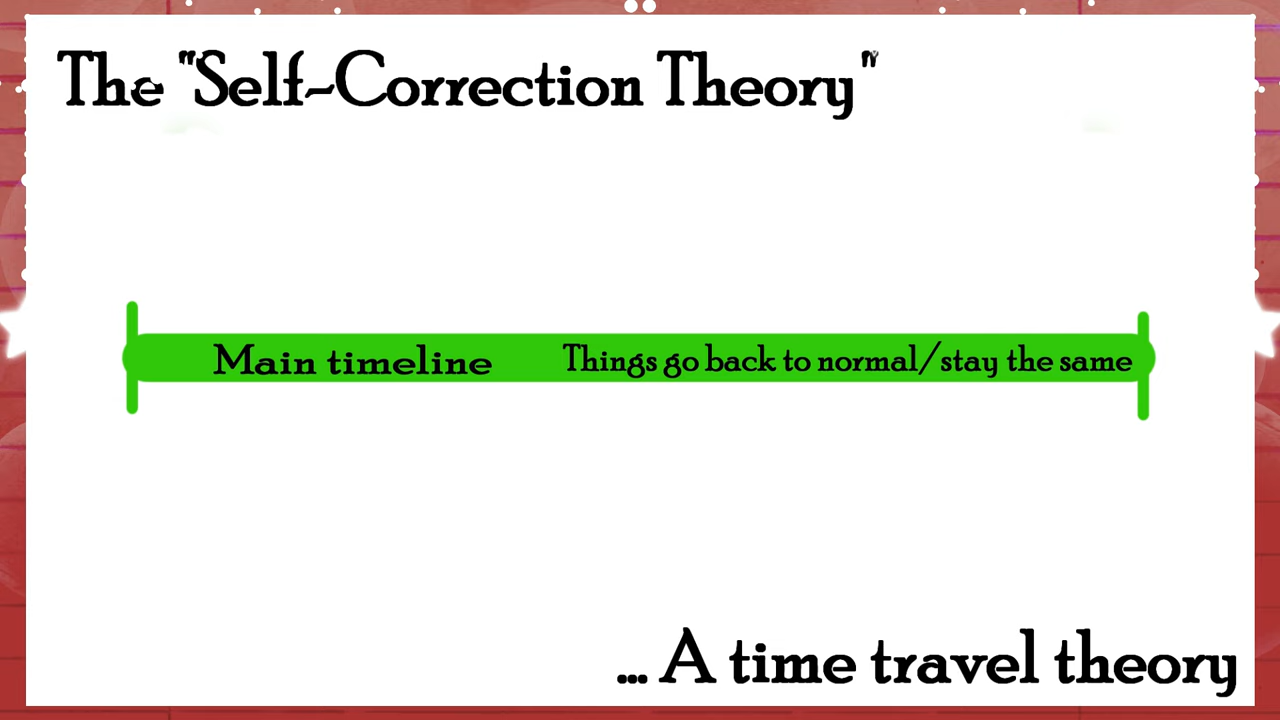 The "Self-Correction Theory"
Main timeline Things go back to normal/stay the same
... A time travel theory